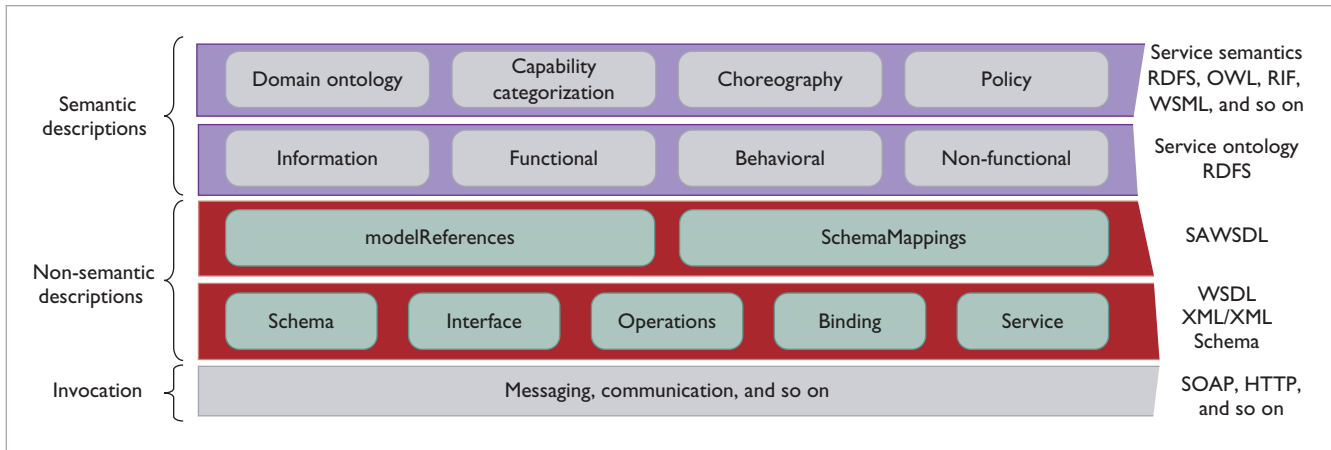 Semantic
descriptions
Domain ontology
Capability
categorization
Choreography
Policy
Service semantics
RDFS, OWL, RIF,
WSML, and so on
Information
Functional
Behavioral
Non-functional
Service ontology
RDFS
Non-semantic
descriptions
modelReferences
SchemaMappings
SAWSDL
Schema
Interface
Operations
Binding
Service
WSDL
XML/XML
Schema
Invocation
Messaging, communication, and so on
SOAP, HTTP,
and so on